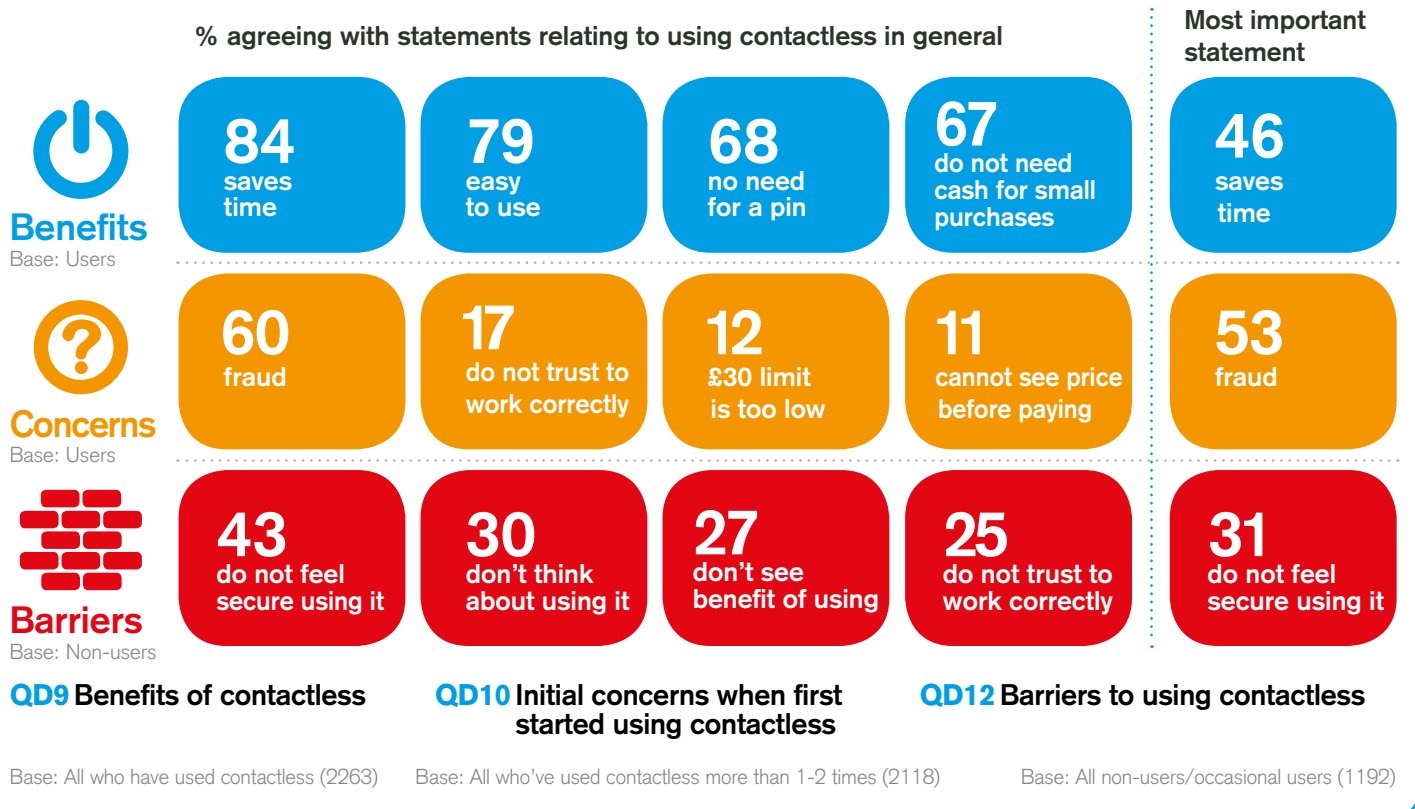 % agreeing with statements relating to using contactless in general
Most important
statement
Benefits
Base: Users
84
saves
time
79
easy
to use
68
no need
for a pin
67
do not need
cash for small
purchases
46
saves
time
Concerns
Base: Users
60
fraud
17
do not trust to
work correctly
12
£30 limit
is too low
11
cannot see price
before paying
53
fraud
Barriers
Base: Non-users
43
do not feel
secure using it
30
don't think
about using it
27
don't see
benefit of using
25
do not trust to
work correctly
31
do not feel
secure using it
QD9 Benefits of contactless
QD10 Initial concerns when first
started using contactless
QD12 Barriers to using contactless
Base: All who have used contactless (2263)
Base: All who've used contactless more than 1-2 times (2118)
Base: All non-users/occasional users (1192)